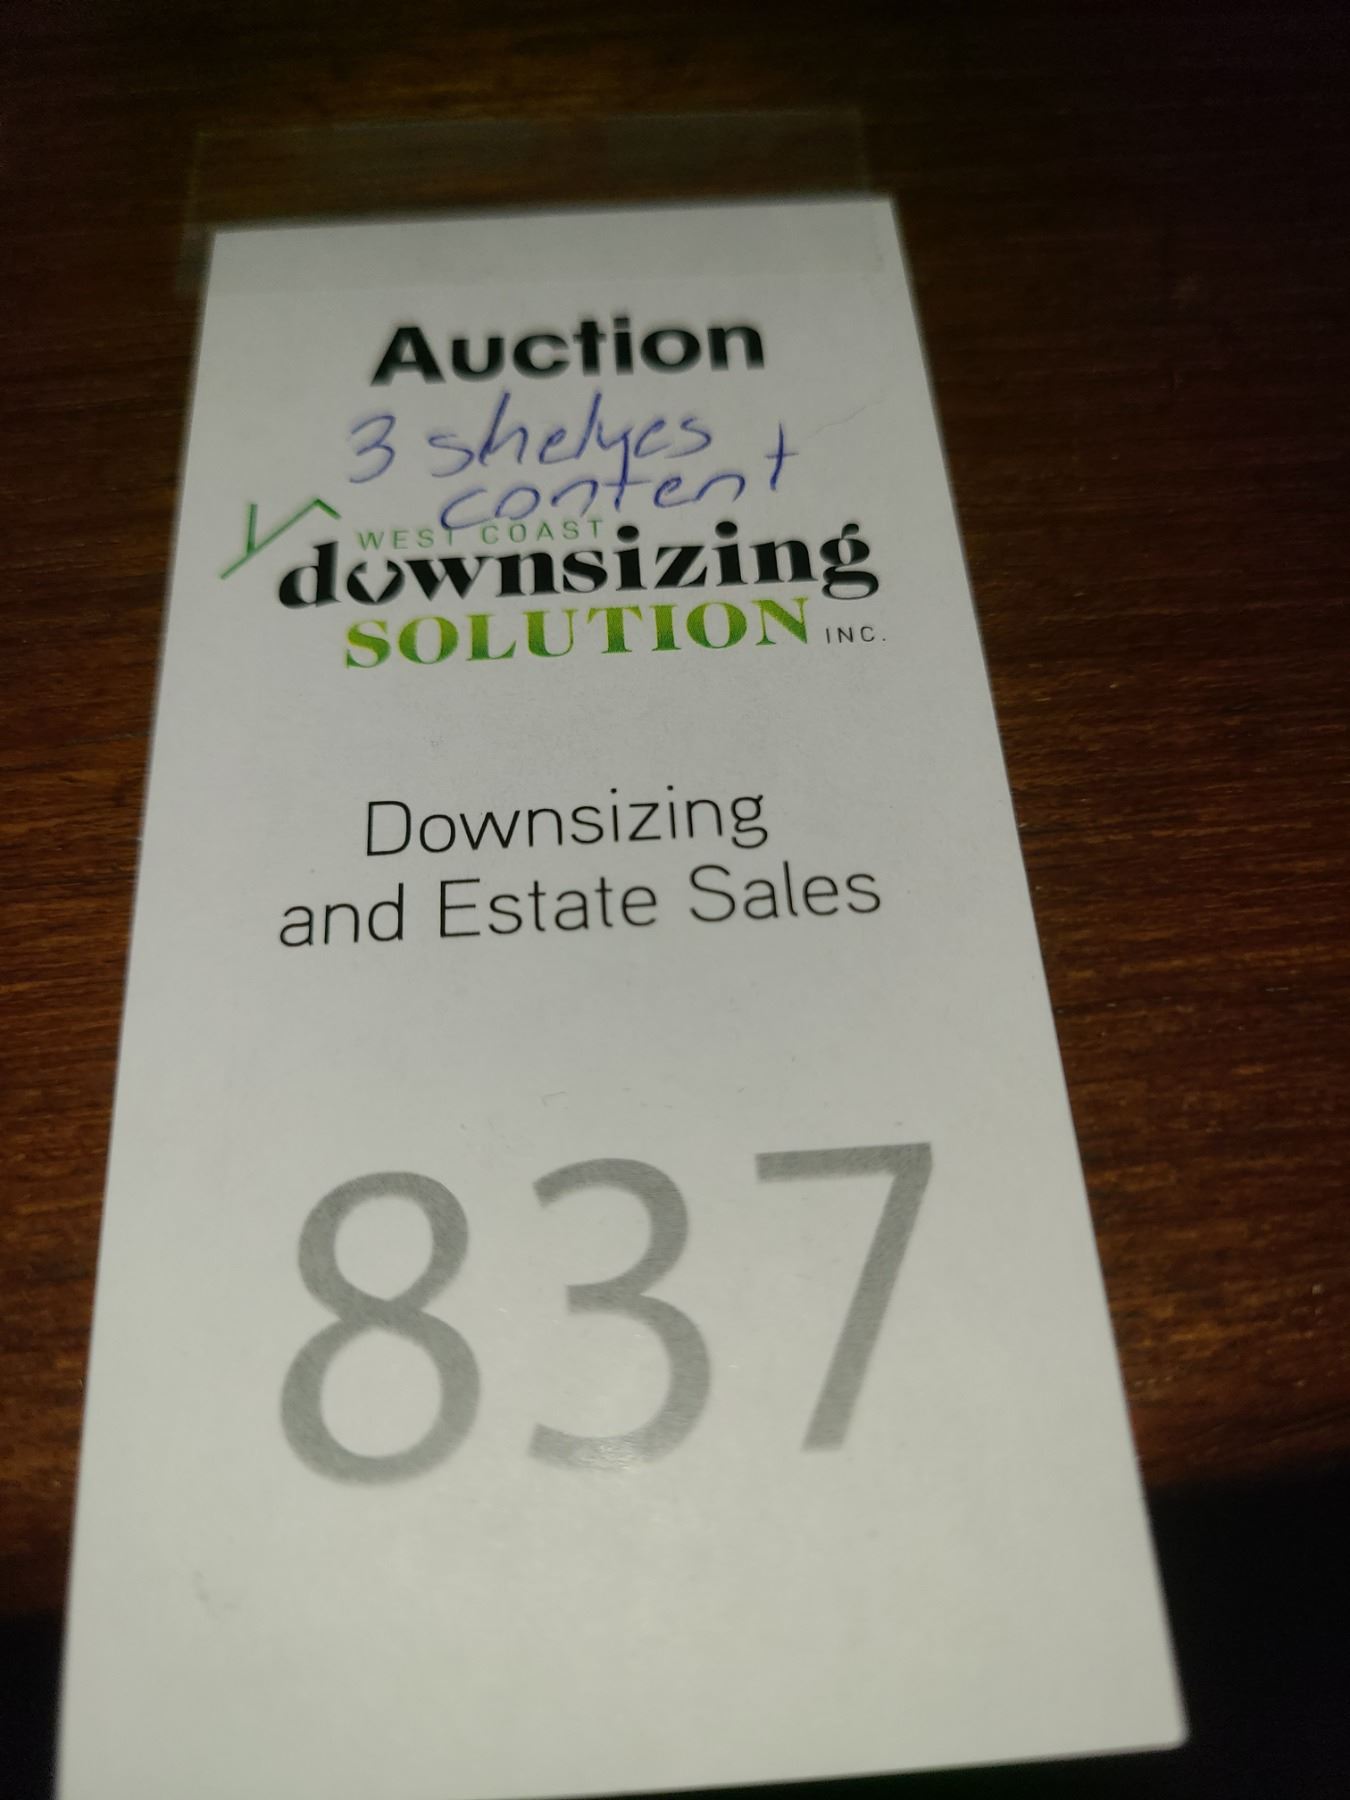 Auction
3 shelves
content
WEST COAST
downsizing
SOLUTION INC.
Downsizing
and Estate Sales
837